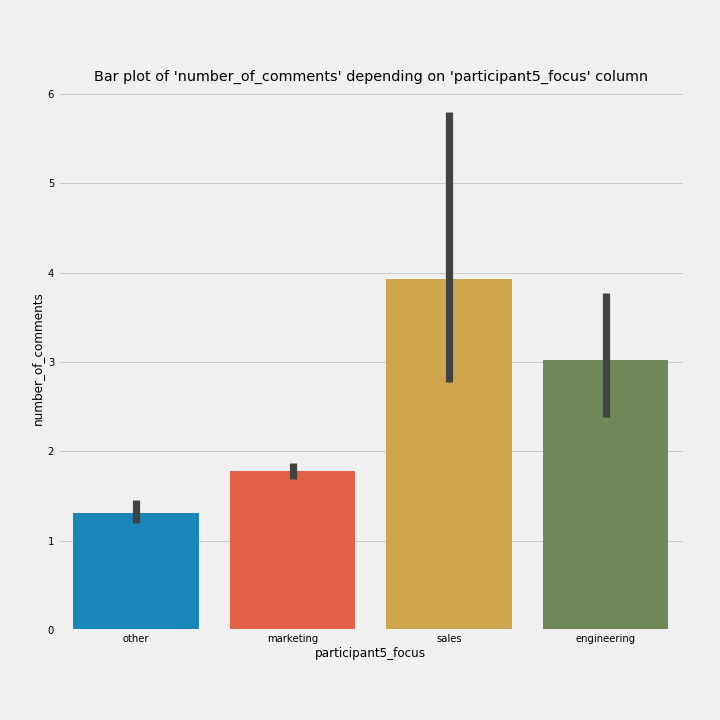 Bar plot of 'number_of_comments' depending on 'participant5_focus' column
6
5
4
3
2
1
0
number_of_comments
other marketing sales engineering
participant5_focus